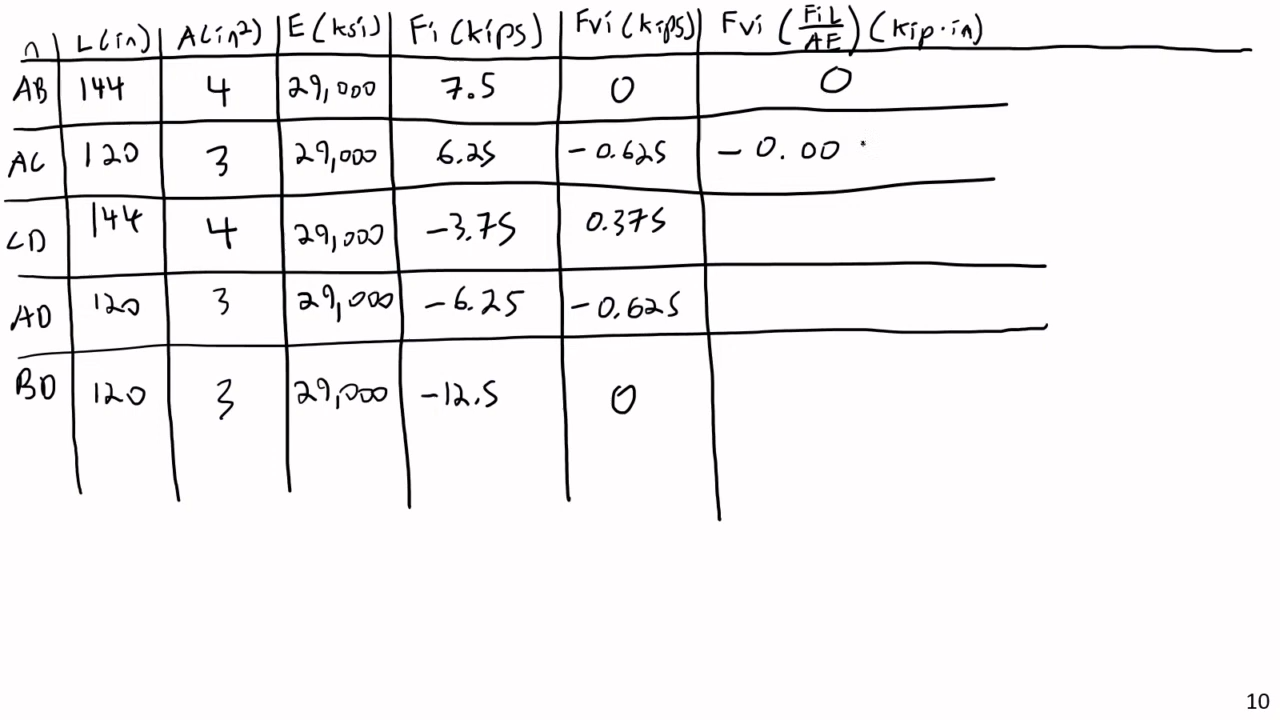 n L(in) A(in²) E(ksi) Fi(kips) Fvi(kips) Fvi(FiL/AE)(kip·in)
AB 144 4 29,000 7.5 0 0
AC 120 3 29,000 6.25 -0.625 -0.00
CD 144 4 29,000 -3.75 0.375
AD 120 3 29,000 -6.25 -0.625
BD 120 3 29,000 -12.5 0
10